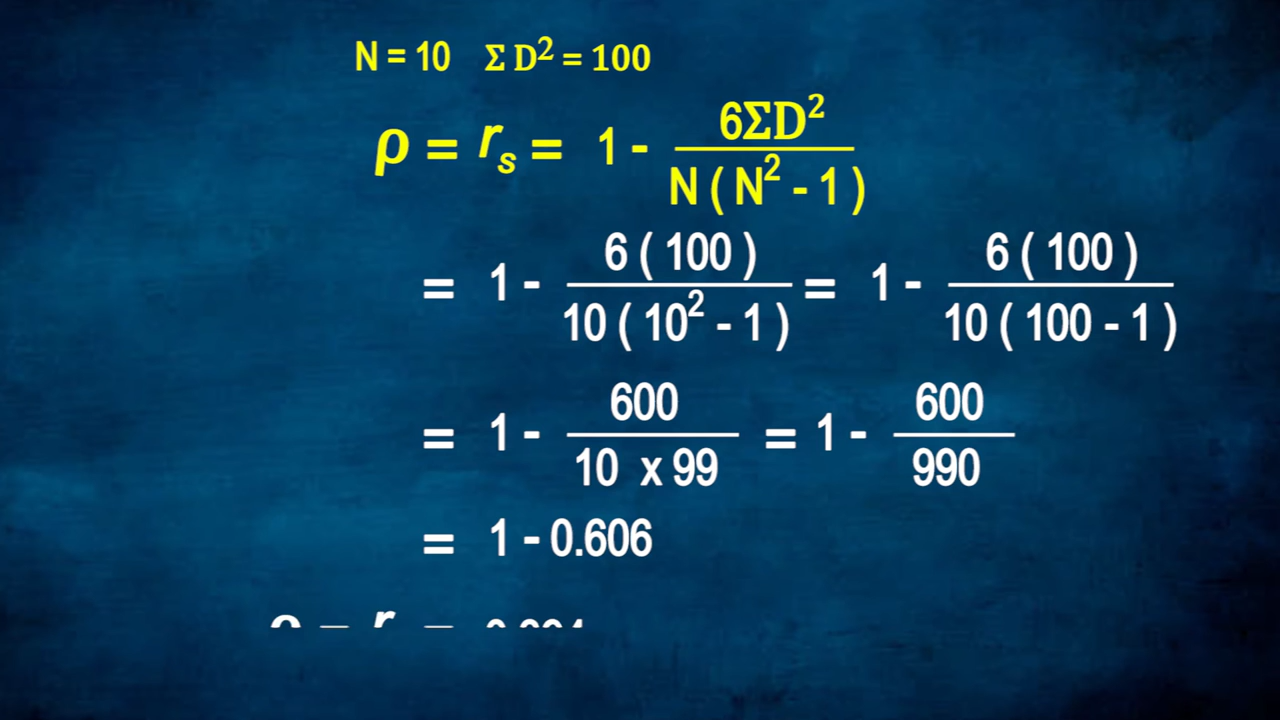 N = 10 Σ D² = 100
ρ = rₛ = 1 - 6ΣD² / N ( N² - 1 )
= 1 - 6 ( 100 ) / 10 ( 10² - 1 ) = 1 - 6 ( 100 ) / 10 ( 100 - 1 )
= 1 - 600 / 10 x 99 = 1 - 600 / 990
= 1 - 0.606